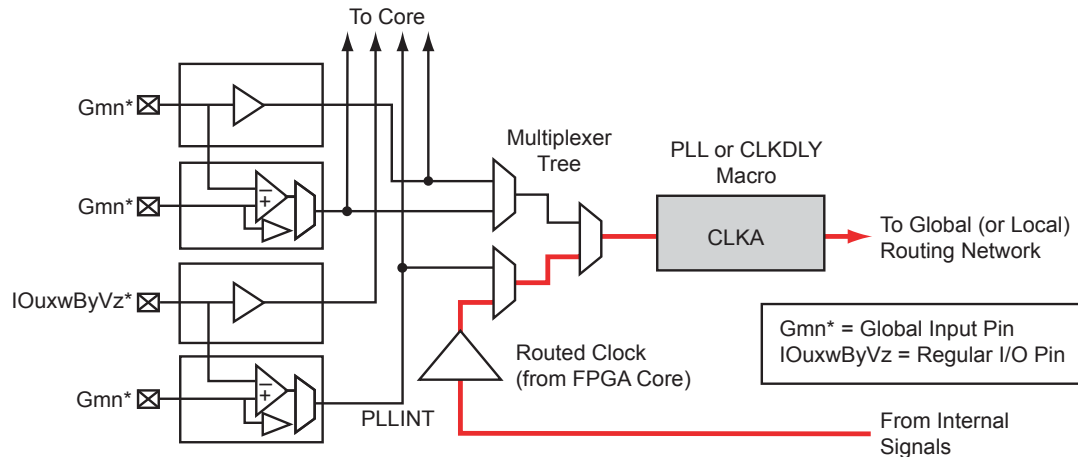 To Core
Gmn*
Gmn*
IOuxwByVz*
Gmn*
−
+
−
+
Multiplexer
Tree
PLL or CLKDLY
Macro
CLKA
To Global (or Local)
Routing Network
Gmn* = Global Input Pin
IOuxwByVz = Regular I/O Pin
Routed Clock
(from FPGA Core)
PLLINT
From Internal
Signals